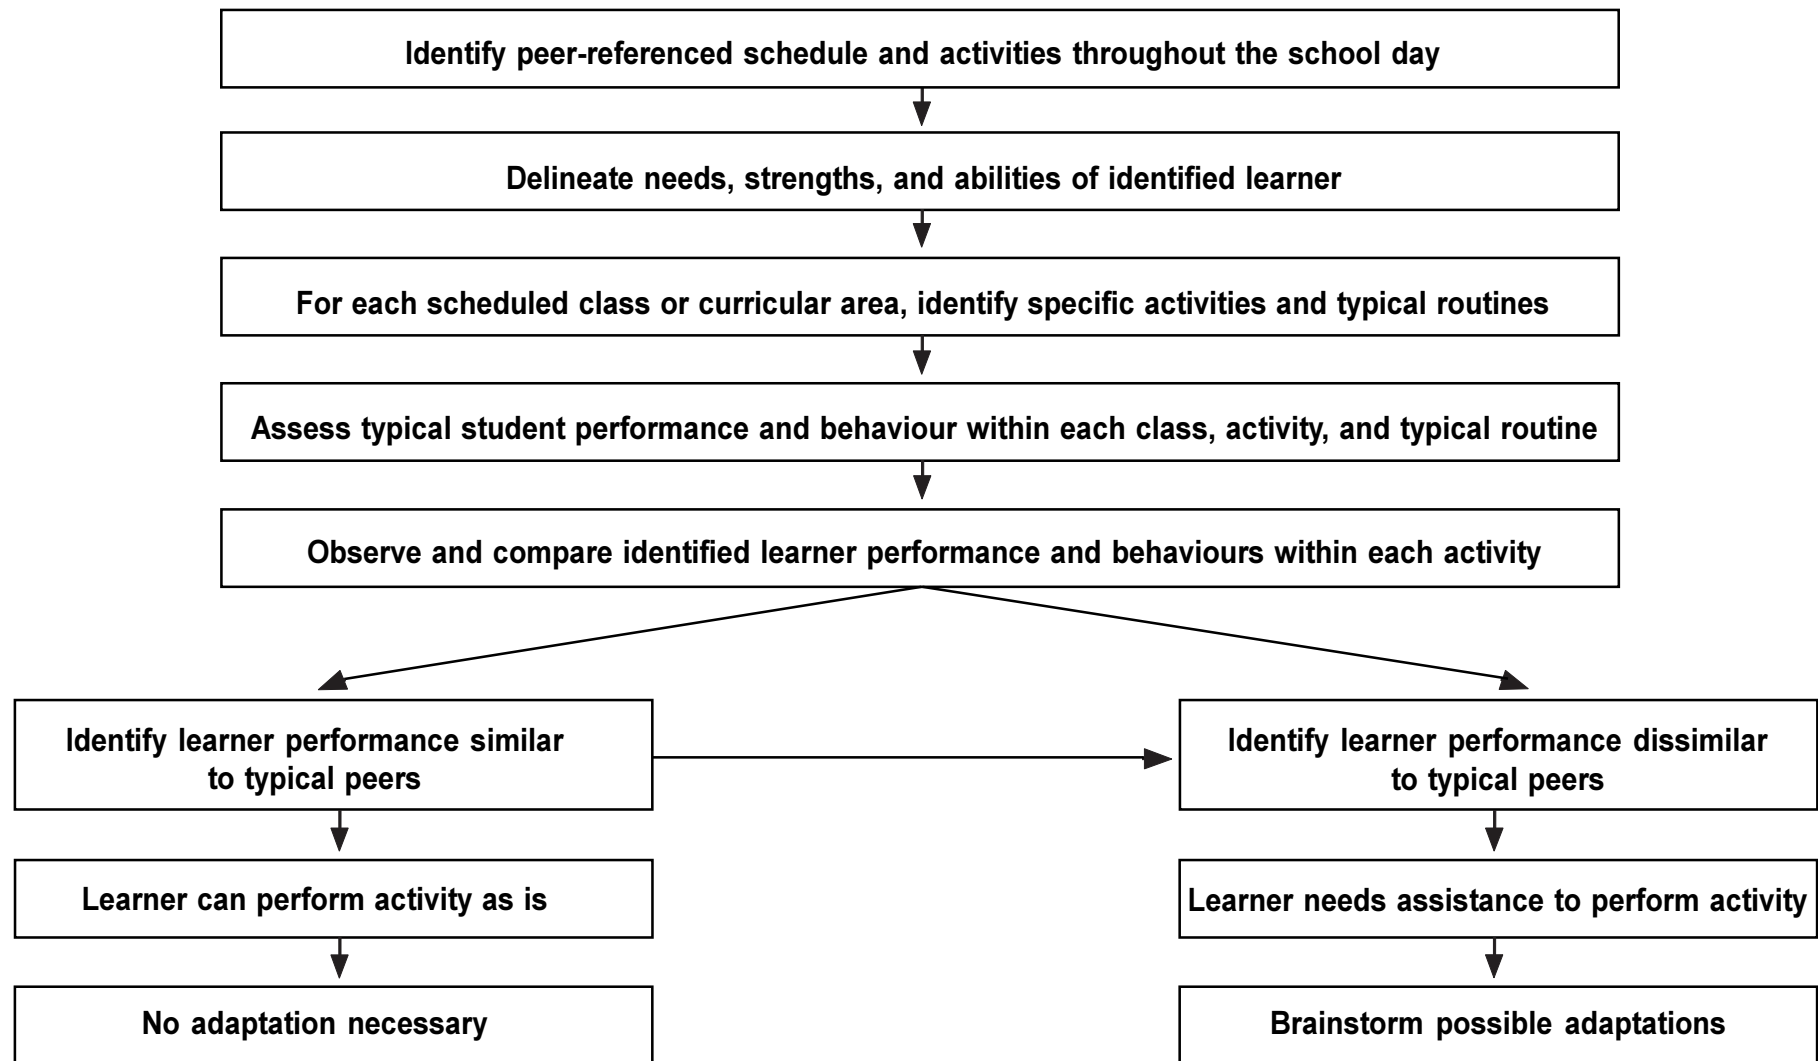 Identify peer-referenced schedule and activities throughout the school day
Delineate needs, strengths, and abilities of identified learner
For each scheduled class or curricular area, identify specific activities and typical routines
Assess typical student performance and behaviour within each class, activity, and typical routine
Observe and compare identified learner performance and behaviours within each activity
Identify learner performance similar
to typical peers
Identify learner performance dissimilar
to typical peers
Learner can perform activity as is
Learner needs assistance to perform activity
No adaptation necessary
Brainstorm possible adaptations